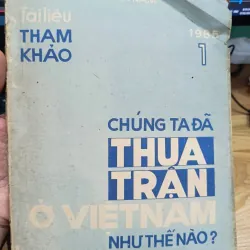 Tài liệu
THAM
KHẢO
1985
1
CHÚNG TA ĐÃ
THUA
TRẬN
Ở VIETNAM
NHƯ THẾ NÀO?